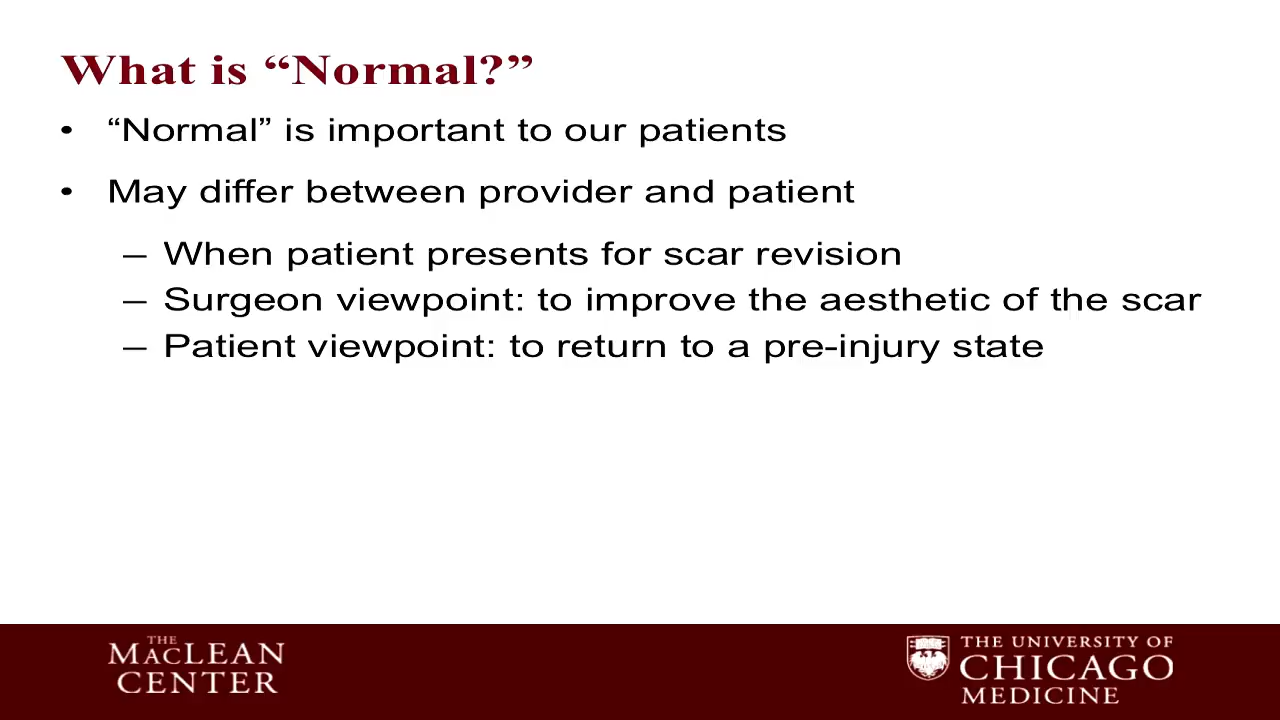 What is “Normal?”
• “Normal” is important to our patients
• May differ between provider and patient
– When patient presents for scar revision
– Surgeon viewpoint: to improve the aesthetic of the scar
– Patient viewpoint: to return to a pre-injury state
THE
MACLEAN
CENTER
THE UNIVERSITY OF
CHICAGO
MEDICINE